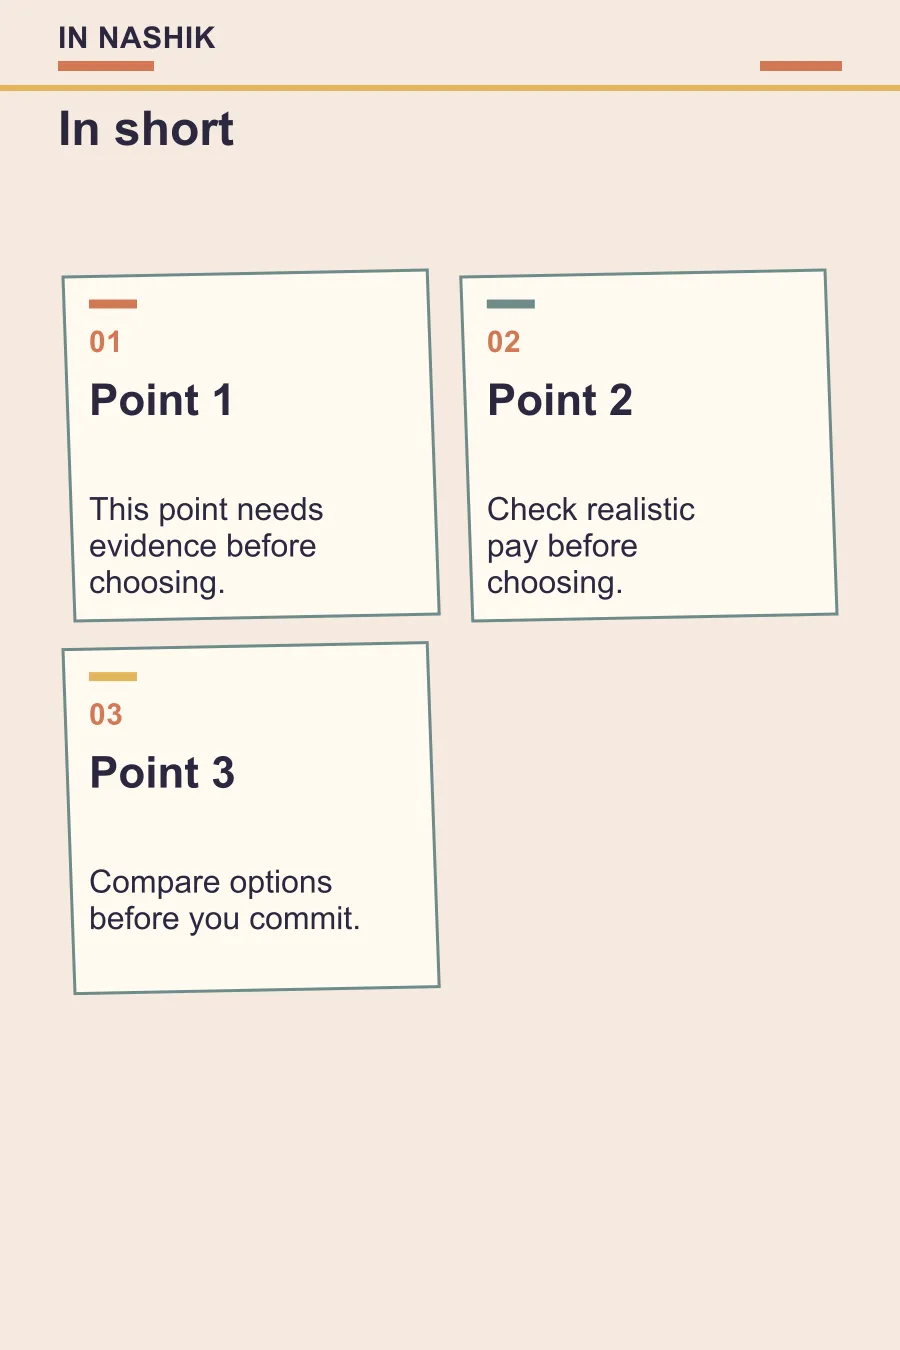 IN NASHIK
In short
01
Point 1
This point needs
evidence before
choosing.
02
Point 2
Check realistic
pay before
choosing.
03
Point 3
Compare options
before you commit.